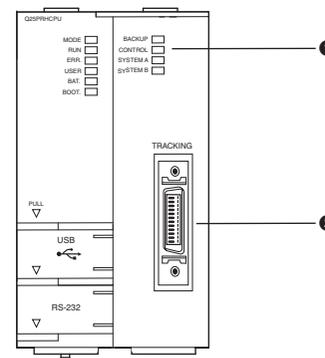 Q25PRHCPU
MODE
RUN
ERR.
USER
BAT.
BOOT.
BACKUP
CONTROL
SYSTEM A
SYSTEM B
TRACKING
PULL
USB
RS-232